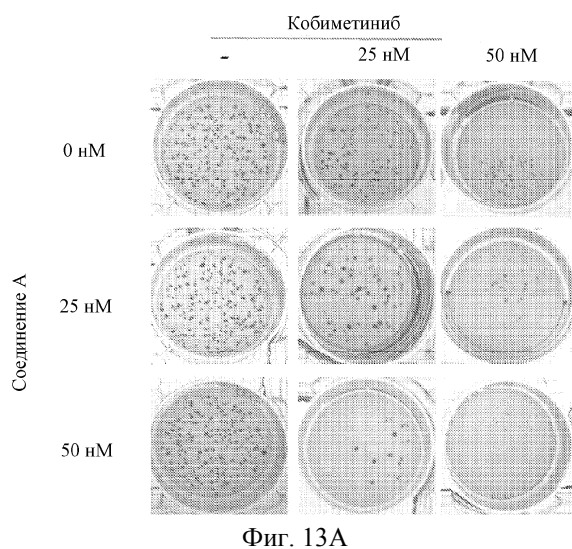 Кобиметиниб
- 25 нМ 50 нМ
0 нМ
Соединение А
25 нМ
50 нМ
Фиг. 13А